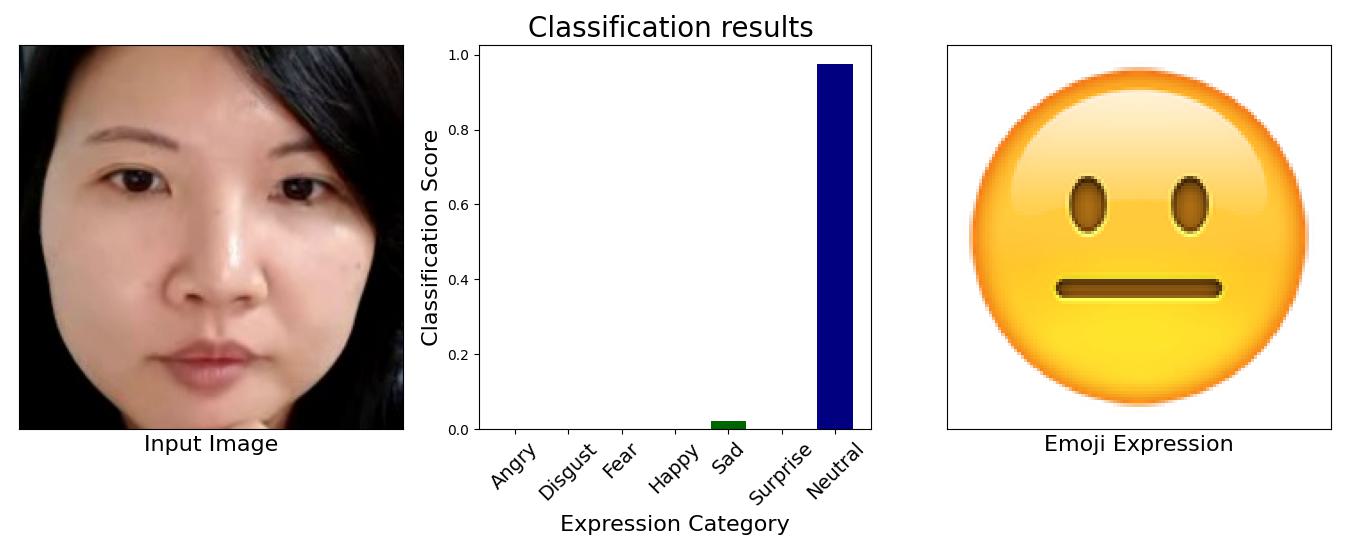 Classification results
Classification Score
1.0
0.8
0.6
0.4
0.2
0.0
Angry
Disgust
Fear
Happy
Sad
Surprise
Neutral
Expression Category
Input Image
Emoji Expression